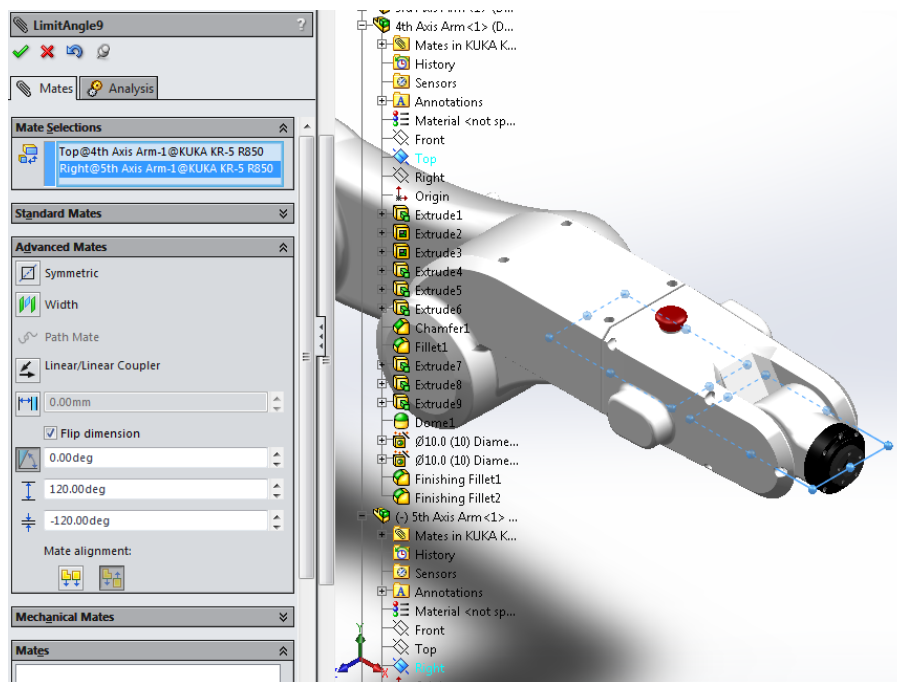 LimitAngle9
?
Mates
Analysis
Mate Selections
Top@4th Axis Arm-1@KUKA KR-5 R850
Right@5th Axis Arm-1@KUKA KR-5 R850
Standard Mates
Advanced Mates
Symmetric
Width
Path Mate
Linear/Linear Coupler
0.00mm
Flip dimension
0.00deg
120.00deg
-120.00deg
Mate alignment:
Mechanical Mates
Mates
4th Axis Arm<1> (D...
Mates in KUKA K...
History
Sensors
A Annotations
Material <not sp...
Front
Top
Right
Origin
Extrude1
Extrude2
Extrude3
Extrude4
Extrude5
Extrude6
Chamfer1
Fillet1
Extrude7
Extrude8
Extrude9
Dome1
Ø10.0 (10) Diame...
Ø10.0 (10) Diame...
Finishing Fillet1
Finishing Fillet2
(-) 5th Axis Arm<1> ...
Mates in KUKA K...
History
Sensors
A Annotations
Material <not sp...
Front
Top
Right
Y
X